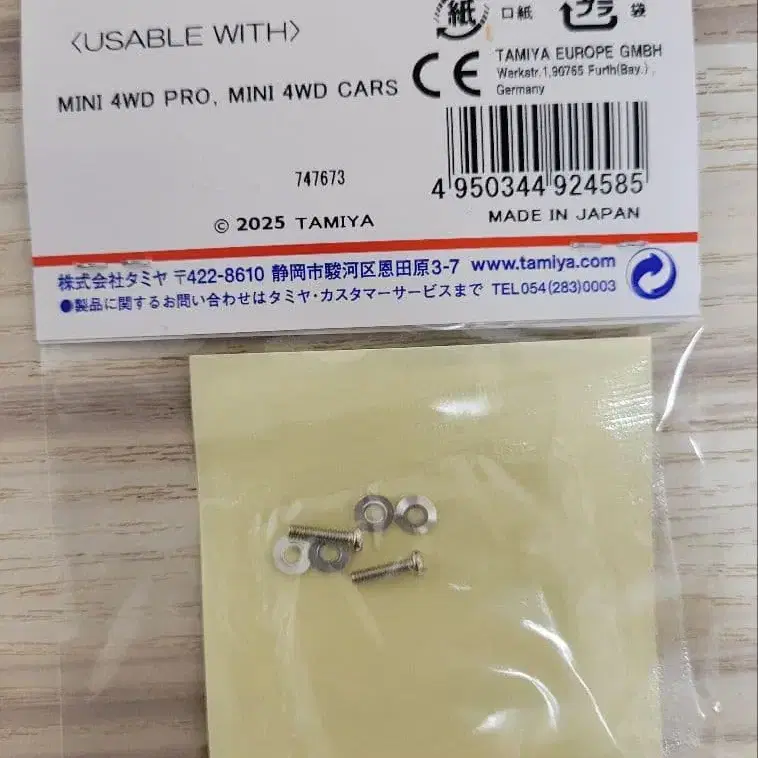 〈USABLE WITH〉
MINI 4WD PRO, MINI 4WD CARS
紙
口紙
プラ
袋
CE
TAMIYA EUROPE GMBH
Werkstr.1,90765 Furth(Bay.),
Germany
4 950344 924585
747673
© 2025 TAMIYA
MADE IN JAPAN
株式会社タミヤ 〒422-8610 静岡市駿河区恩田原3-7 www.tamiya.com
●製品に関するお問い合わせはタミヤ・カスタマーサービスまで TEL054(283)0003